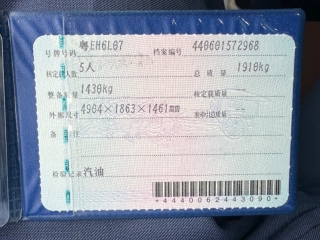 号牌号码 粤EH6L07 档案编号 440601572968
核定载人数 5人 总质量 1910kg
整备质量 1430kg 核定载质量 --
外廓尺寸 4904×1863×1461mm 准牵引总质量 --
备注
检验记录 汽油
*4440062443090*